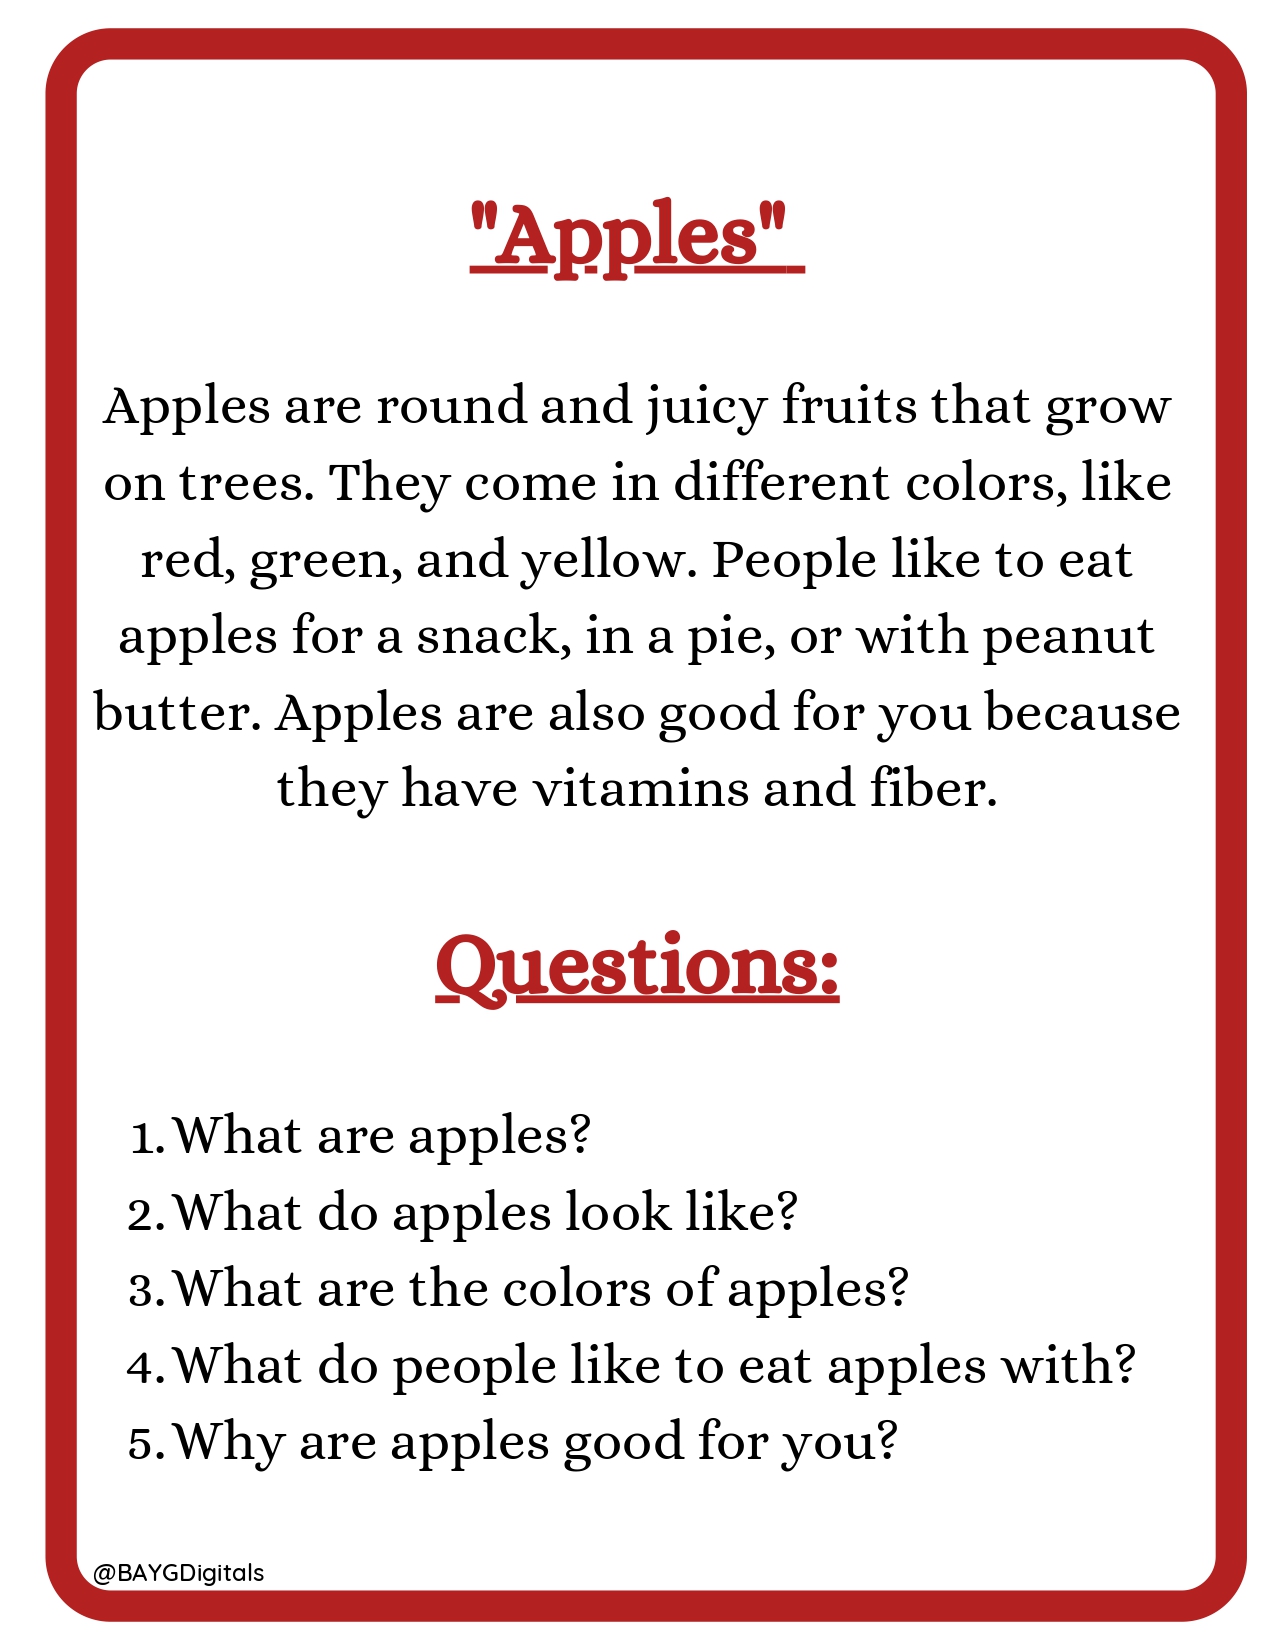 "Apples"
Apples are round and juicy fruits that grow
on trees. They come in different colors, like
red, green, and yellow. People like to eat
apples for a snack, in a pie, or with peanut
butter. Apples are also good for you because
they have vitamins and fiber.
Questions:
1. What are apples?
2. What do apples look like?
3. What are the colors of apples?
4. What do people like to eat apples with?
5. Why are apples good for you?
@BAYGDigitals